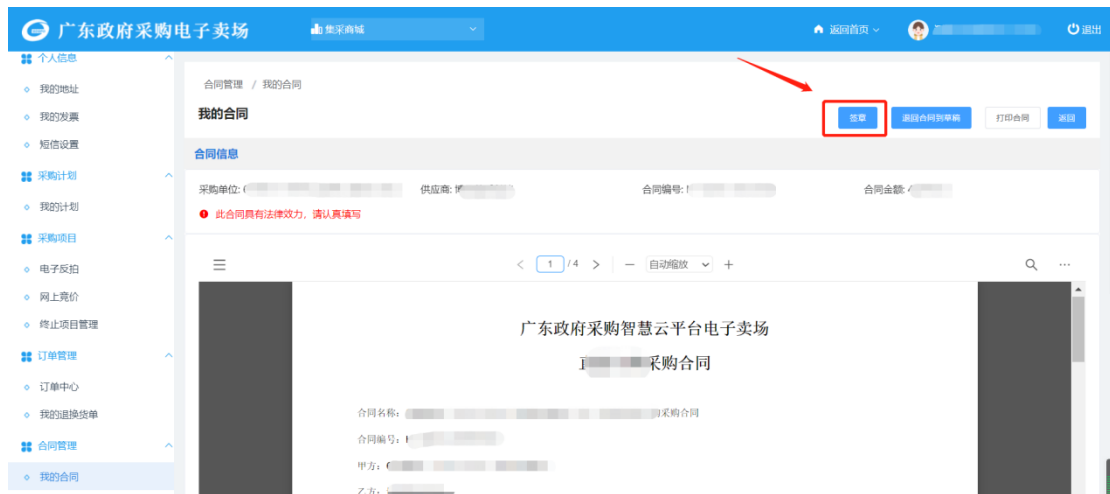 广东政府采购电子卖场
集采商城
返回首页
退出
个人信息
我的地址
我的发票
短信设置
采购计划
我的计划
采购项目
电子反拍
网上竞价
终止项目管理
订单管理
订单中心
我的退换货单
合同管理
我的合同
合同管理 / 我的合同
我的合同
签章 退回合同到草稿 打印合同 返回
合同信息
采购单位: 供应商: 合同编号: 合同金额:
此合同具有法律效力，请认真填写
1 / 4 自动缩放
广东政府采购智慧云平台电子卖场
采购合同
合同名称： 采购合同
合同编号：
甲方：
乙方：